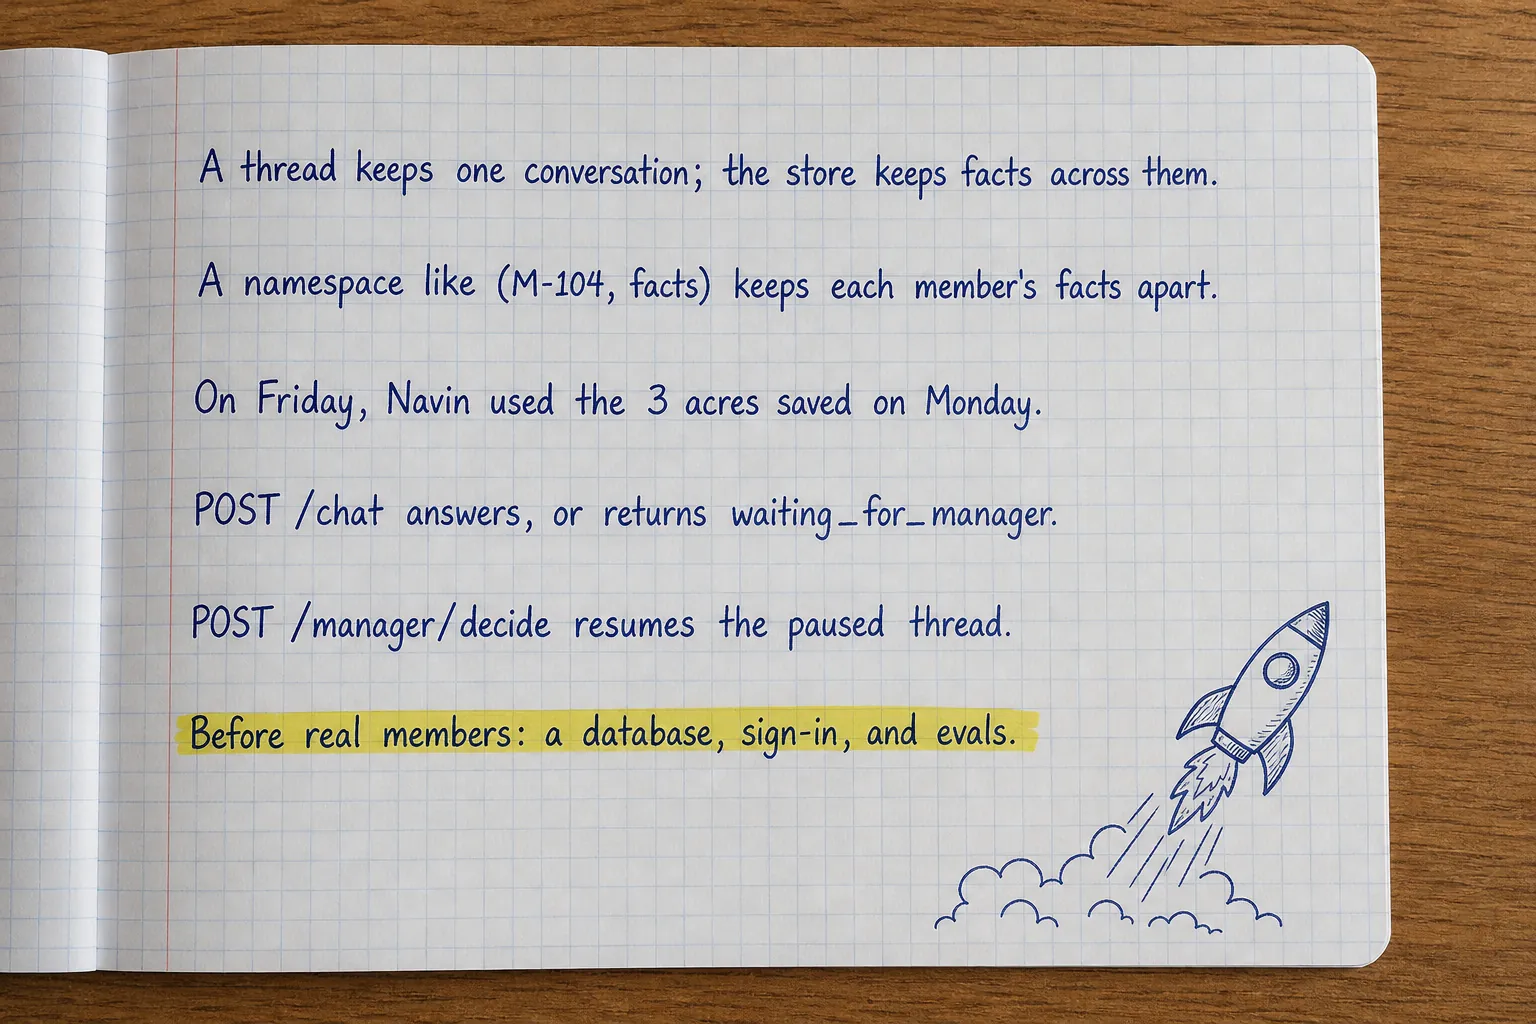 A thread keeps one conversation; the store keeps facts across them.
A namespace like (M-104, facts) keeps each member's facts apart.
On Friday, Navin used the 3 acres saved on Monday.
POST /chat answers, or returns waiting_for_manager.
POST /manager/decide resumes the paused thread.
Before real members: a database, sign-in, and evals.